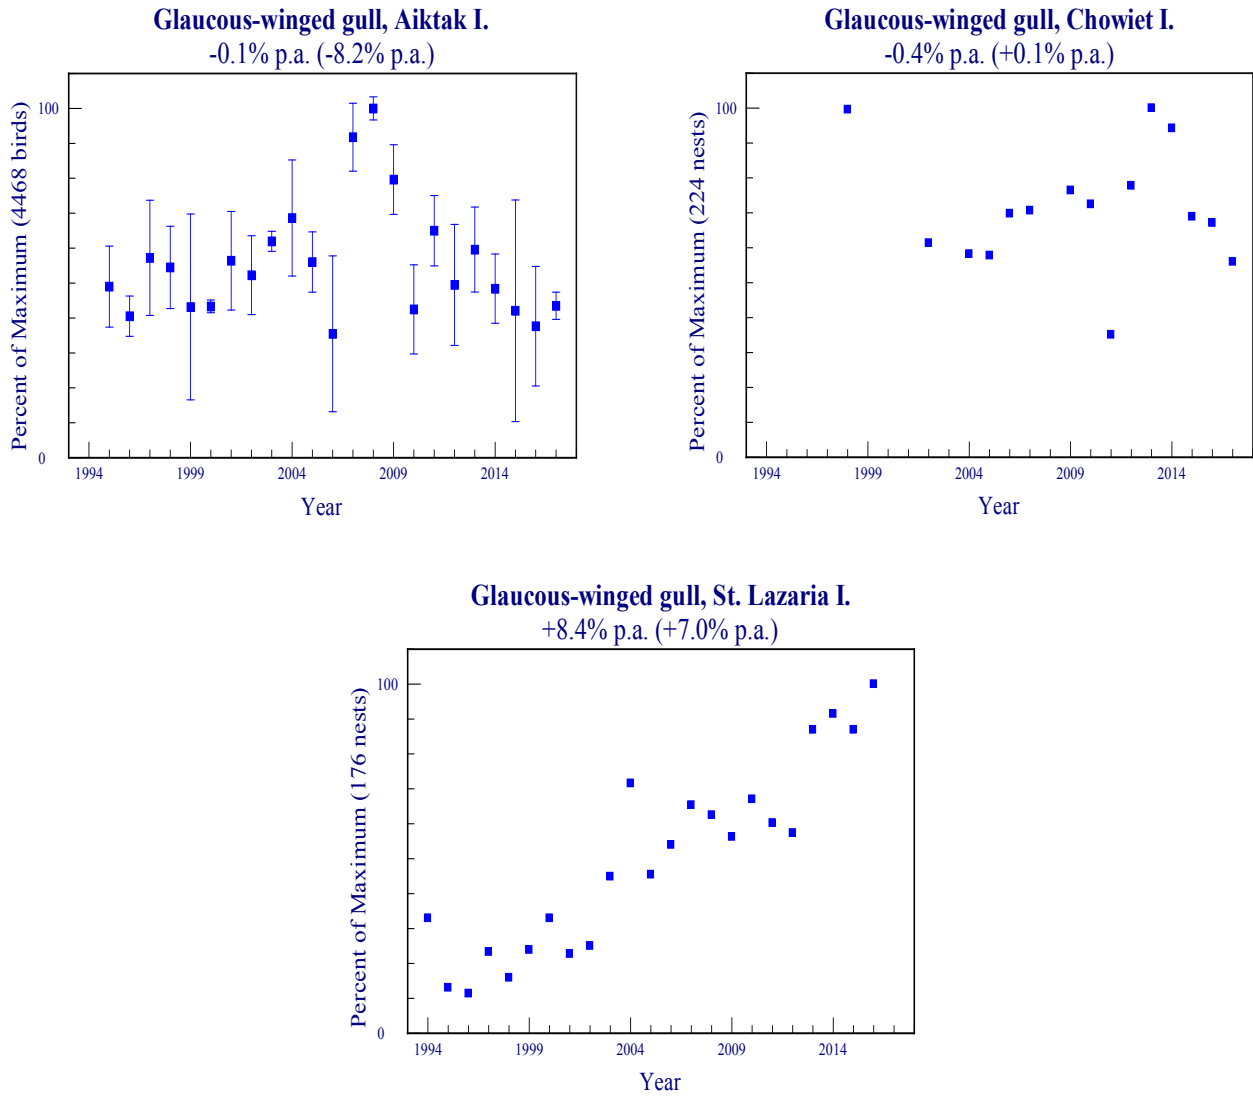 Glaucous-winged gull, Aiktak I.
-0.1% p.a. (-8.2% p.a.)
Percent of Maximum (4468 birds)
100
0
1994 1999 2004 2009 2014
Year
Glaucous-winged gull, Chowiet I.
-0.4% p.a. (+0.1% p.a.)
Percent of Maximum (224 nests)
100
0
1994 1999 2004 2009 2014
Year
Glaucous-winged gull, St. Lazaria I.
+8.4% p.a. (+7.0% p.a.)
Percent of Maximum (176 nests)
100
0
1994 1999 2004 2009 2014
Year